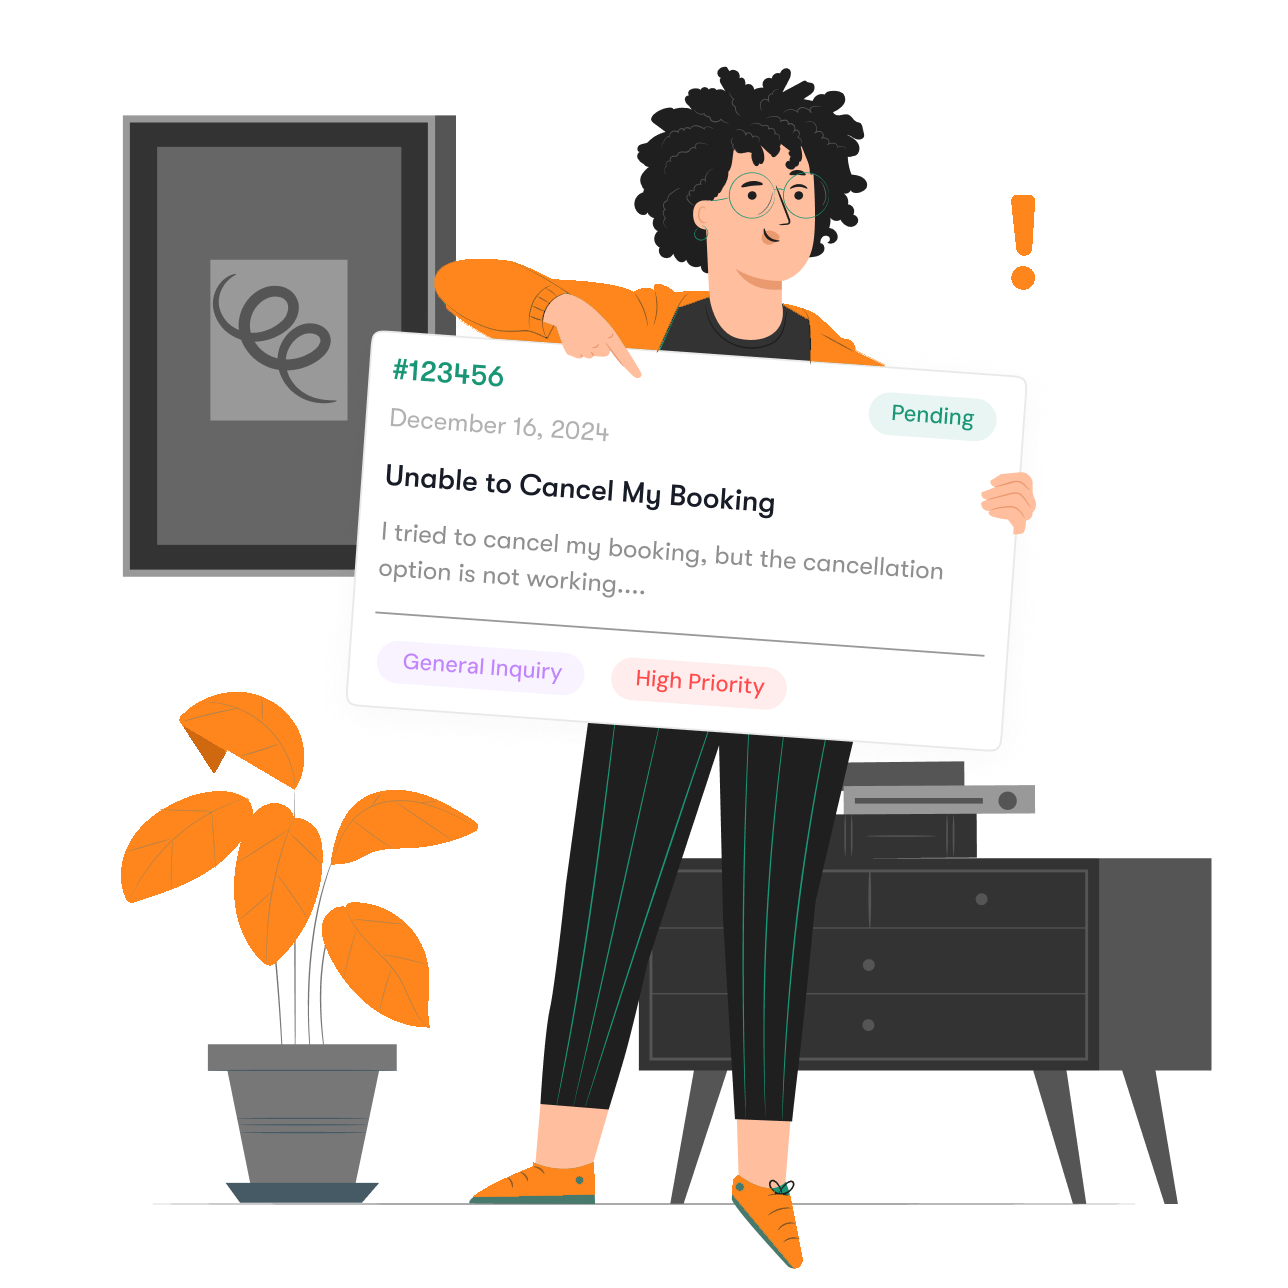 #123456
Pending
December 16, 2024
Unable to Cancel My Booking
I tried to cancel my booking, but the cancellation
option is not working....
General Inquiry
High Priority